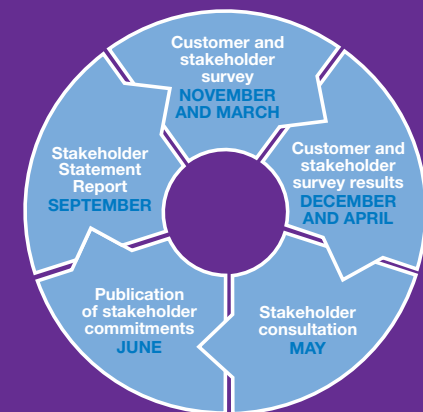 Customer and
stakeholder
survey
NOVEMBER
AND MARCH
Customer and
stakeholder
survey results
DECEMBER
AND APRIL
Stakeholder
consultation
MAY
Publication
of stakeholder
commitments
JUNE
Stakeholder
Statement
Report
SEPTEMBER